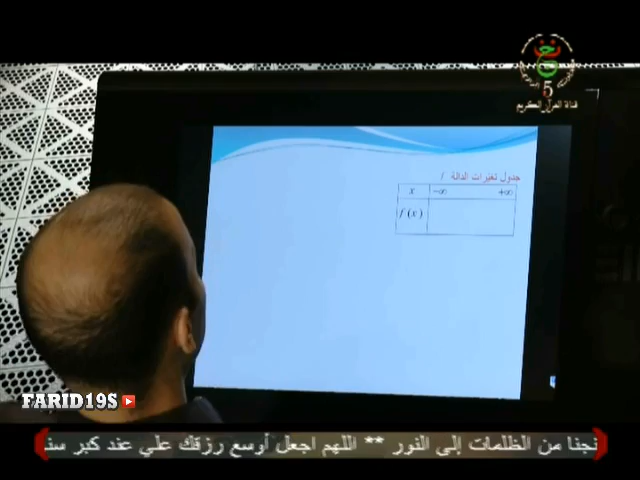 5
قناة القرآن الكريم
جدول تغيرات الدالة f
x -∞ +∞
f(x)
FARID19S
نجنا من الظلمات إلى النور ** اللهم اجعل أوسع رزقك علي عند كبر سن